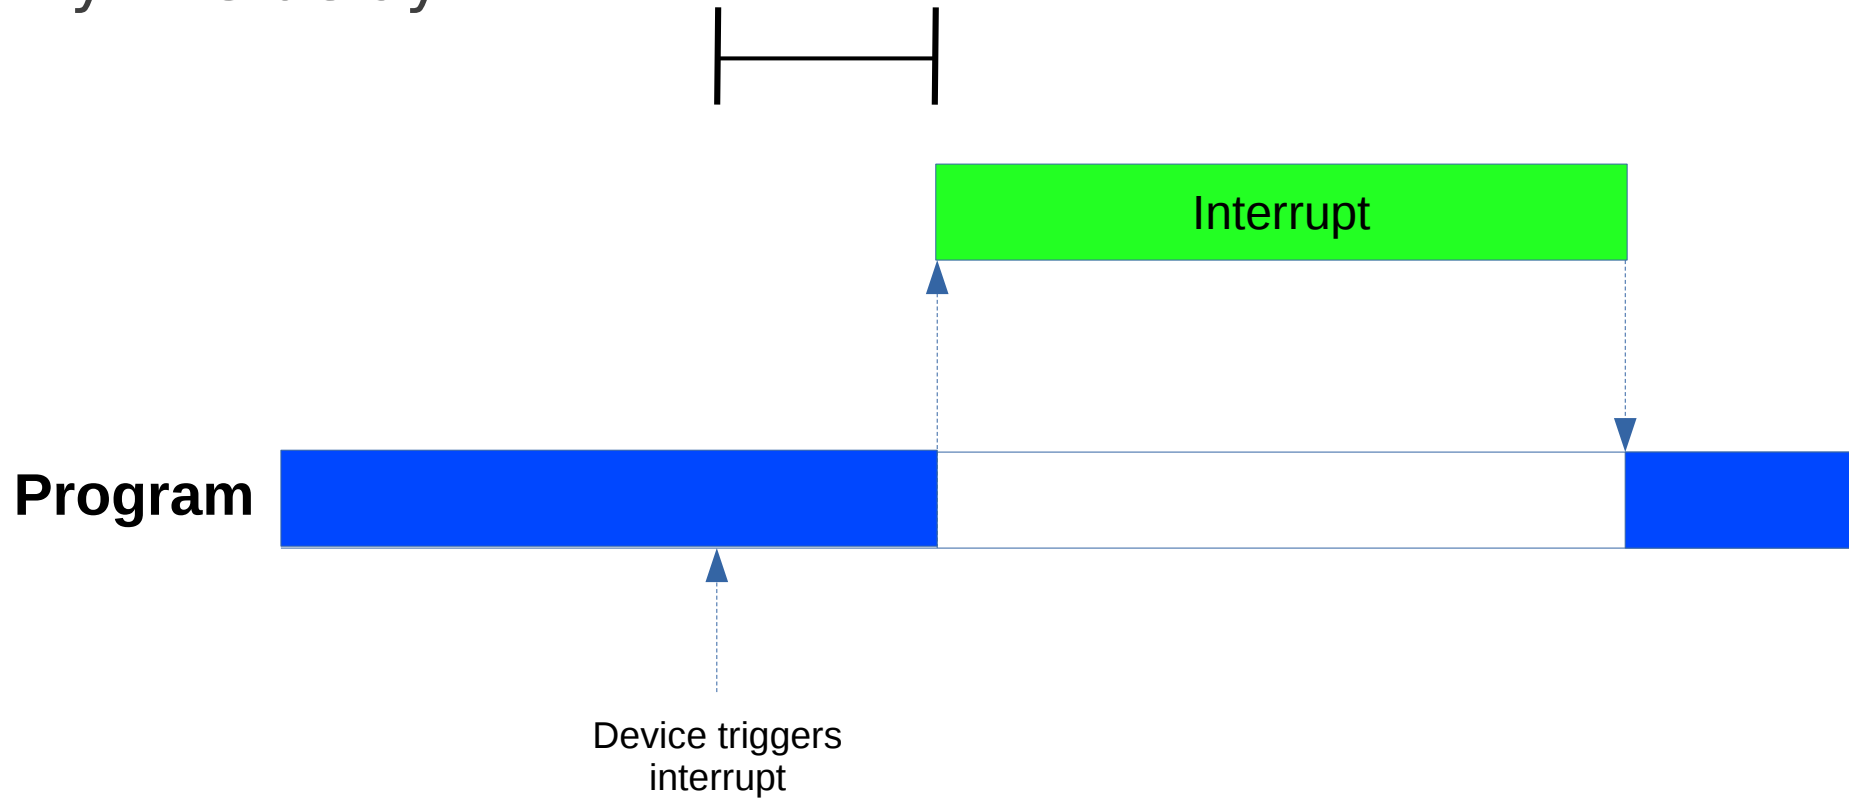 Interrupt
Program
Device triggers
interrupt